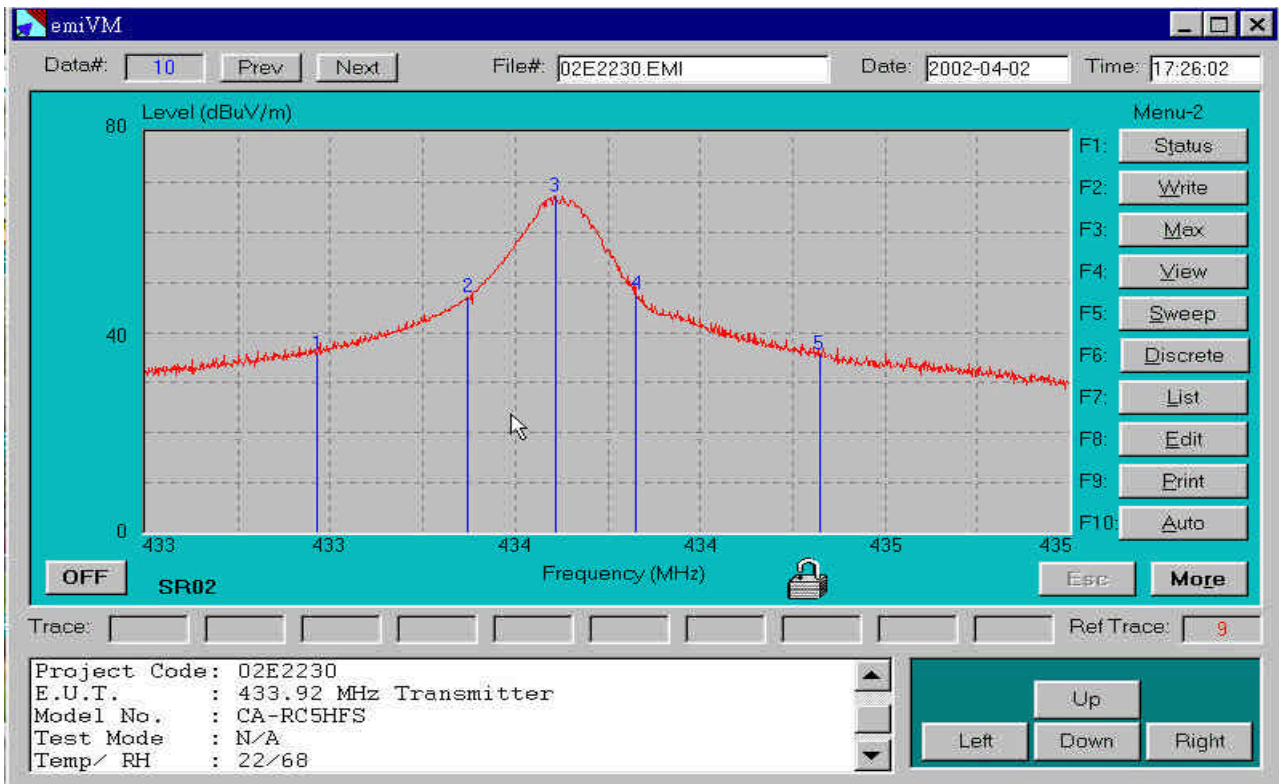 emiVM
Data#: 10 Prev Next File#: 02E2230.EMI Date: 2002-04-02 Time: 17:26:02
Level (dBuV/m)
80
40
0
1
2
3
4
5
433 433 434 434 435 435
Frequency (MHz)
OFF
SR02
Menu-2
F1: Status
F2: Write
F3: Max
F4: View
F5: Sweep
F6: Discrete
F7: List
F8: Edit
F9: Print
F10: Auto
Esc More
Trace: Ref Trace: 9
Project Code: 02E2230
E.U.T. : 433.92 MHz Transmitter
Model No. : CA-RC5HFS
Test Mode : N/A
Temp/ RH : 22/68
Up
Left Down Right